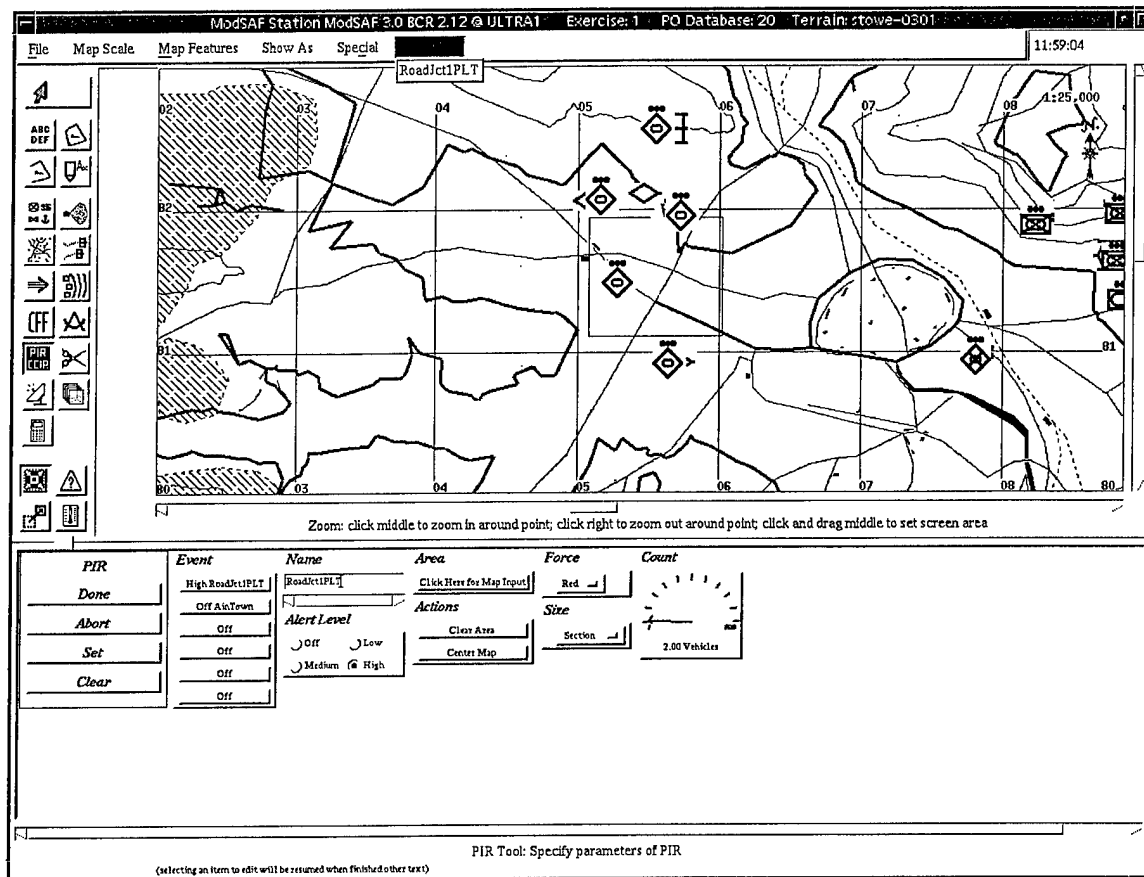 ModSAF Station ModSAF 3.0 BCR 2.12 @ ULTRA1 Exercise: 1 PO Database: 20 Terrain: stowe-0301
File Map Scale Map Features Show As Special
11:59:04
RoadJct1PLT
02 03 04 05 06 07 08 1:25,000
ABC
DEF
Abc
82
CFF
PIR
CCIR
81 81
80 03 04 05 06 07 08 80
Zoom: click middle to zoom in around point; click right to zoom out around point; click and drag middle to set screen area
PIR Event Name Area Force Count
Done High RoadJct1PLT RoadJct1PLT Click Here for Map Input Red
Off AinTown
Abort Off Alert Level Actions Size
Set Off Off Low Clear Area Section
Off Medium High Center Map 2.00 Vehicles
Clear Off
PIR Tool: Specify parameters of PIR
(selecting an item to edit will be resumed when finished other text)